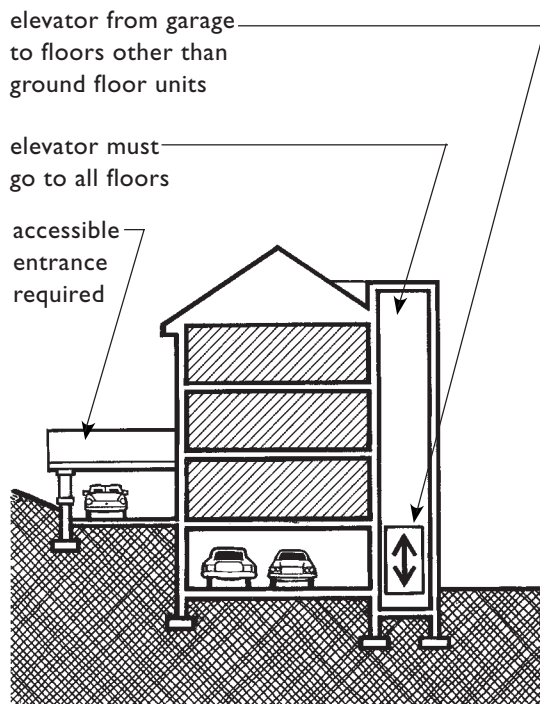 elevator from garage
to floors other than
ground floor units
elevator must
go to all floors
accessible
entrance
required